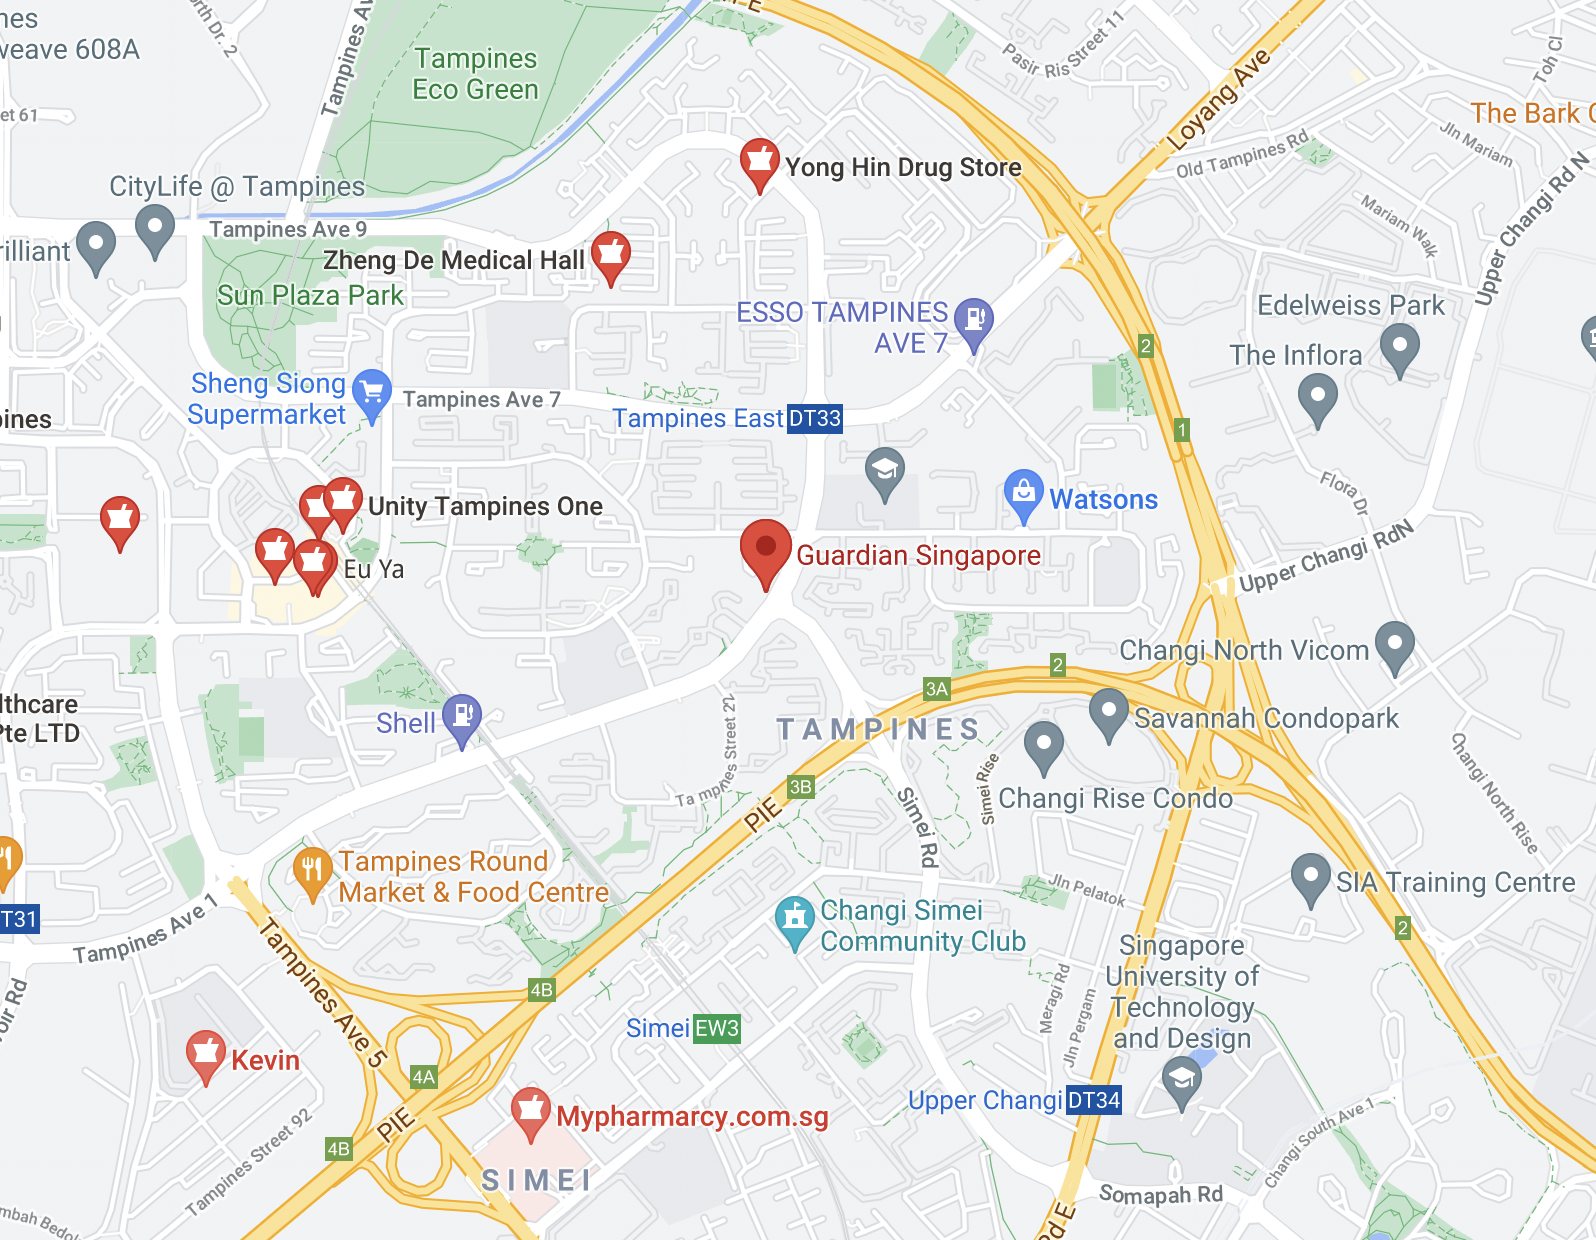 nes
weave 608A
orth Dr. 2
Tampines Av
Tampines
Eco Green
et 61
E
Pasir Ris Street 11
Loyang Ave
Toh Cl
The Bark C
Jln Mariam
Old Tampines Rd
Mariam Walk
Upper Changi Rd N
CityLife @ Tampines
rilliant
Tampines Ave 9
Yong Hin Drug Store
Zheng De Medical Hall
Sun Plaza Park
ESSO TAMPINES
AVE 7
Edelweiss Park
The Inflora
2
Sheng Siong
Supermarket
Tampines Ave 7
Tampines East DT33
pines
1
Unity Tampines One
Watsons
Flora Dr
Eu Ya
Guardian Singapore
Upper Changi RdN
Changi North Vicom
2
3A
lthcare
Pte LTD
Shell
TAMPINES
Savannah Condopark
Tampines Street 22
Simei Rise
Changi Rise Condo
3B
PIE
Simei Rd
Changi North Rise
Tampines Round
Market & Food Centre
SIA Training Centre
Jln Pelatok
T31
Tampines Ave 1
Changi Simei
Community Club
2
Singapore
University of
Technology
and Design
Tampines Ave 5
4B
Meragi Rd
Jln Pergam
oir Rd
Simei EW3
Kevin
4A
Upper Changi DT34
Mypharmarcy.com.sg
PIE
4B
Tampines Street 92
SIMEI
Changi South Ave 1
Somapah Rd
mbah Bedok
Rd E